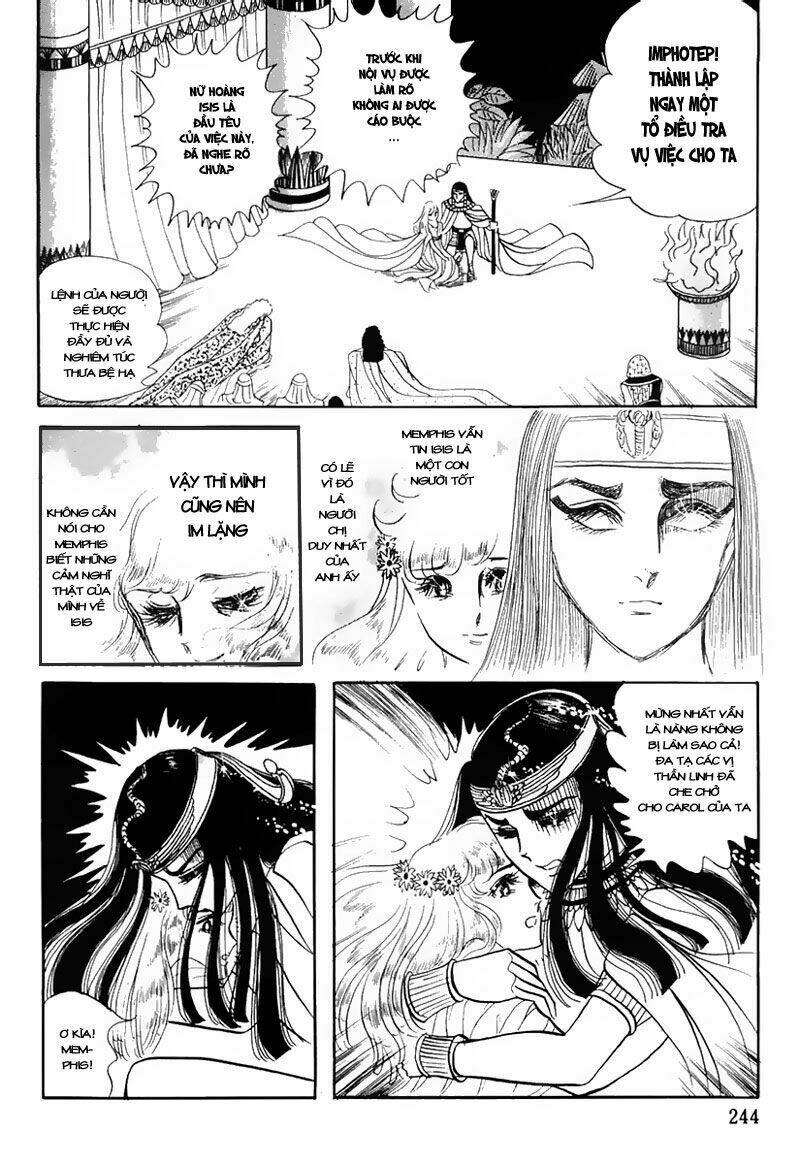 IMPHOTEP!
THÀNH LẬP
NGAY MỘT
TỔ ĐIỀU TRA
VỤ VIỆC CHO TA
TRƯỚC KHI
NỘI VỤ ĐƯỢC
LÀM RÕ
KHÔNG AI ĐƯỢC
CÁO BUỘC
...
NỮ HOÀNG
ISIS LÀ
ĐẦU TÊU
CỦA VIỆC NÀY,
ĐÃ NGHE RÕ
CHƯA?
LỆNH CỦA NGƯỜI
SẼ ĐƯỢC
THỰC HIỆN
ĐẦY ĐỦ VÀ
NGHIÊM TÚC
THƯA BỆ HẠ
MEMPHIS VẪN
TIN ISIS LÀ
MỘT CON
NGƯỜI TỐT
CÓ LẼ
VÌ ĐÓ
LÀ
NGƯỜI CHỊ
DUY NHẤT
CỦA
ANH ẤY
VẬY THÌ MÌNH
CŨNG NÊN
IM LẶNG
KHÔNG CẦN
NÓI CHO
MEMPHIS
BIẾT NHỮNG
CẢM NGHĨ
THẬT CỦA
MÌNH VỀ
ISIS
MỪNG NHẤT VẪN
LÀ NÀNG KHÔNG
BỊ LÀM SAO CẢ!
ĐA TẠ CÁC VỊ
THẦN LINH ĐÃ
CHE CHỞ
CHO CAROL CỦA TA
Ơ KÌA!
MEM-
PHIS!
244